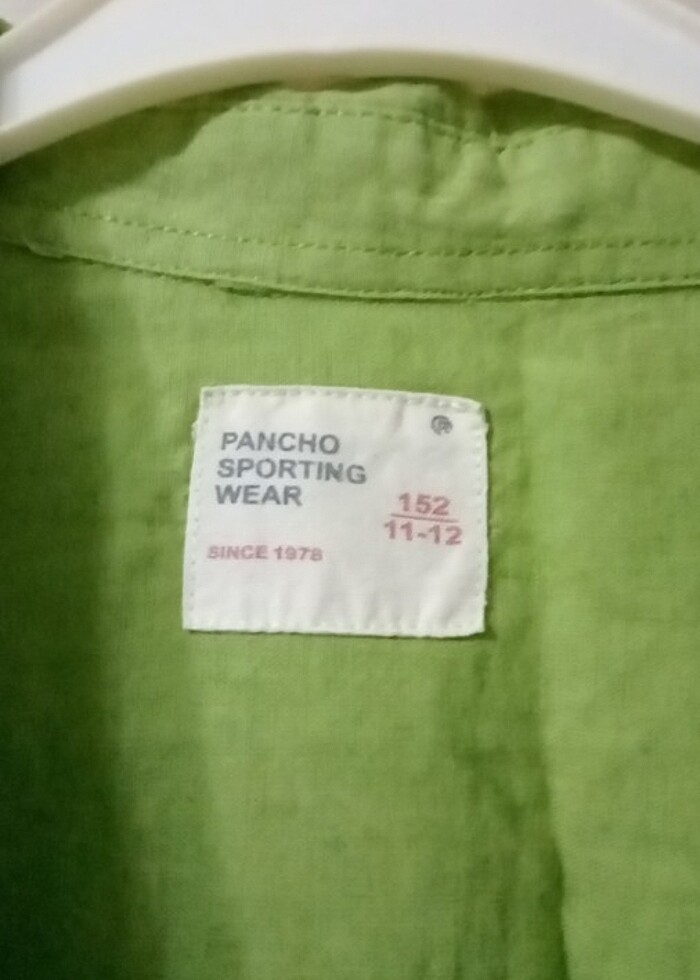 ®
PANCHO
SPORTING
WEAR
152
11-12
SINCE 1978